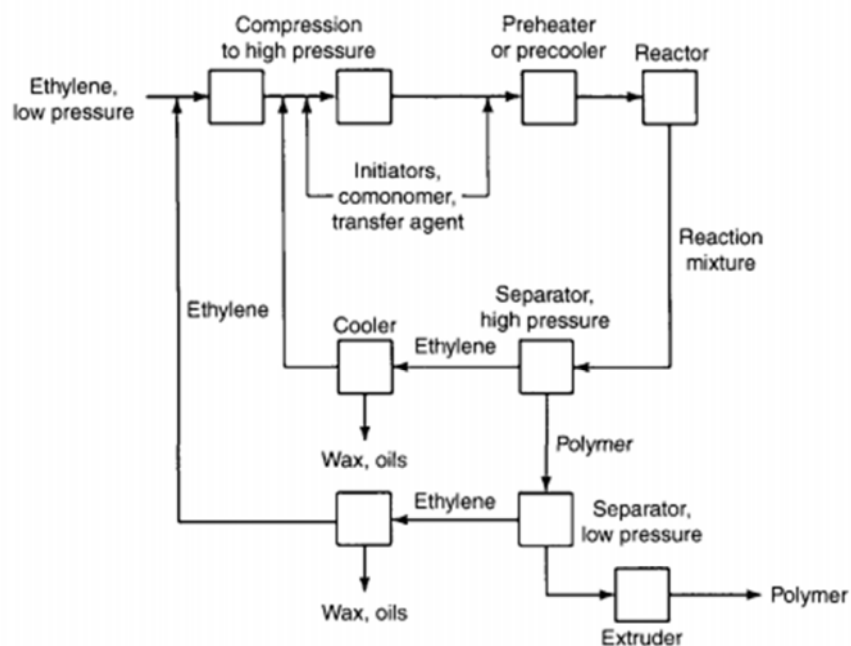 Compression
to high pressure
Preheater
or precooler
Reactor
Ethylene,
low pressure
Initiators,
comonomer,
transfer agent
Reaction
mixture
Ethylene
Separator,
high pressure
Cooler
Ethylene
Wax, oils
Polymer
Ethylene
Separator,
low pressure
Wax, oils
Polymer
Extruder